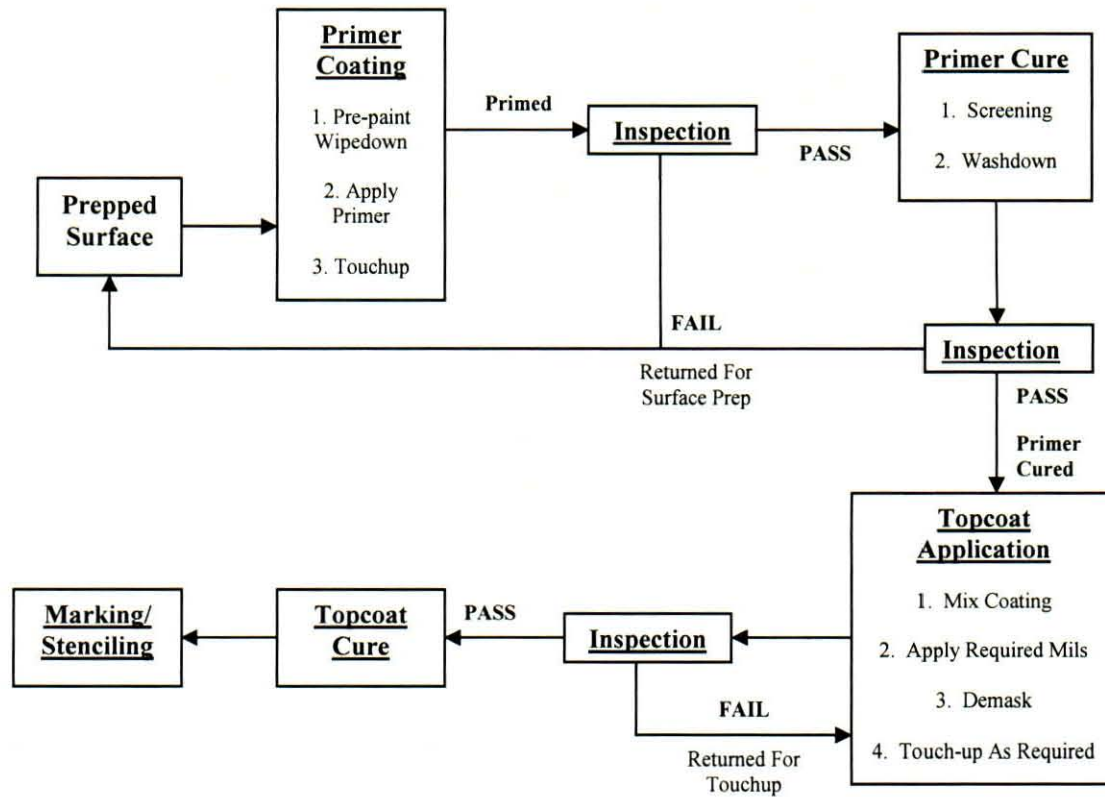 Prepped
Surface
Primer
Coating
1. Pre-paint
Wipedown
2. Apply
Primer
3. Touchup
Primed
Inspection
PASS
Primer Cure
1. Screening
2. Washdown
FAIL
Returned For
Surface Prep
Inspection
PASS
Primer
Cured
Topcoat
Application
1. Mix Coating
2. Apply Required Mils
3. Demask
4. Touch-up As Required
Inspection
FAIL
Returned For
Touchup
PASS
Topcoat
Cure
Marking/
Stenciling